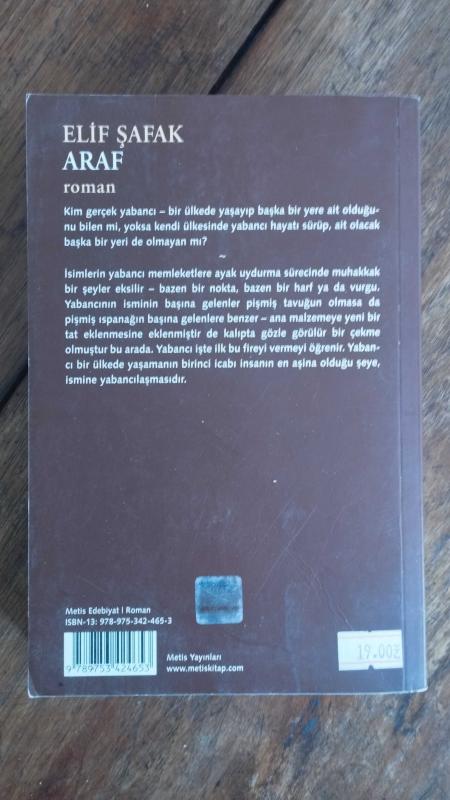 ELİF ŞAFAK
ARAF
roman
Kim gerçek yabancı – bir ülkede yaşayıp başka bir yere ait olduğu-
nu bilen mi, yoksa kendi ülkesinde yabancı hayatı sürüp, ait olacak
başka bir yeri de olmayan mı?
~
İsimlerin yabancı memleketlere ayak uydurma sürecinde muhakkak
bir şeyler eksilir – bazen bir nokta, bazen bir harf ya da vurgu.
Yabancının isminin başına gelenler pişmiş tavuğun olmasa da
pişmiş ıspanağın başına gelenlere benzer – ana malzemeye yeni bir
tat eklenmesine eklenmiştir de kalıpta gözle görülür bir çekme
olmuştur bu arada. Yabancı işte ilk bu fireyi vermeyi öğrenir. Yaban-
cı bir ülkede yaşamanın birinci icabı insanın en aşina olduğu şeye,
ismine yabancılaşmasıdır.
Metis Edebiyat | Roman
ISBN-13: 978-975-342-465-3
9 789753 424653
Metis Yayınları
www.metiskitap.com
19.00